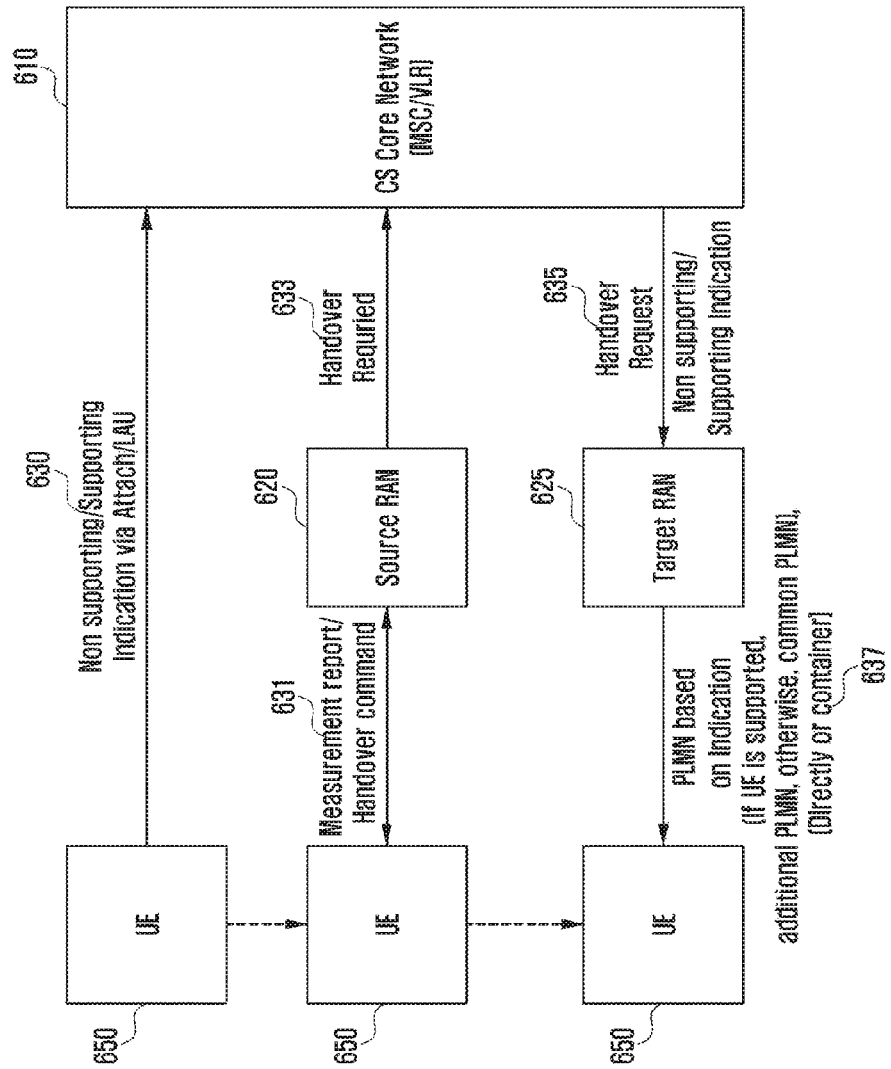 610
CS Core Network
(MSC/VLR)
630
Non supporting/Supporting
Indication via Attach/LAU
633
Handover
Requried
635
Handover
Request
Non supporting/
Supporting Indication
620
Source RAN
625
Target RAN
631
Measurement report/
Handover command
PLMN based
on Indication
(If UE is supported,
additional PLMN, otherwise, common PLMN),
(Directly or container)
637
UE
650
UE
650
UE
650